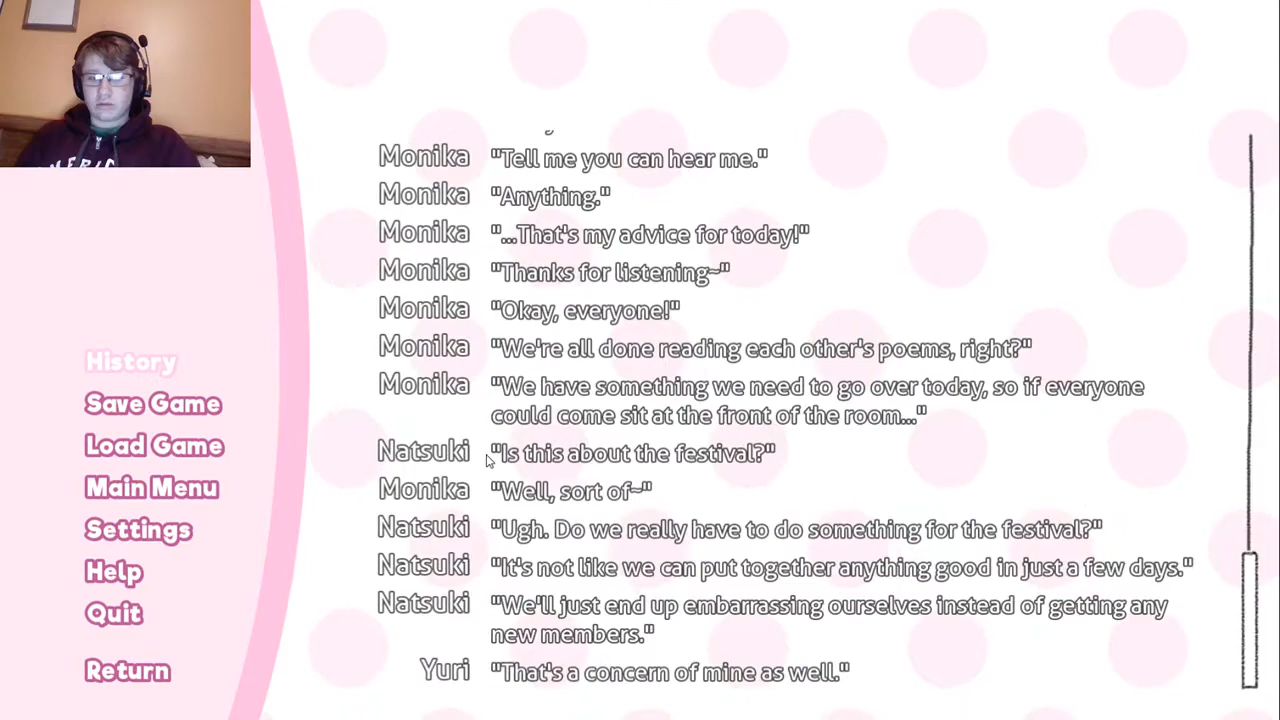 Monika "Tell me you can hear me."
Monika "Anything."
Monika "...That's my advice for today!"
Monika "Thanks for listening~"
Monika "Okay, everyone!"
Monika "We're all done reading each other's poems, right?"
Monika "We have something we need to go over today, so if everyone
could come sit at the front of the room..."
Natsuki "Is this about the festival?"
Monika "Well, sort of~"
Natsuki "Ugh. Do we really have to do something for the festival?"
Natsuki "It's not like we can put together anything good in just a few days."
Natsuki "We'll just end up embarrassing ourselves instead of getting any
new members."
Yuri "That's a concern of mine as well."
History
Save Game
Load Game
Main Menu
Settings
Help
Quit
Return